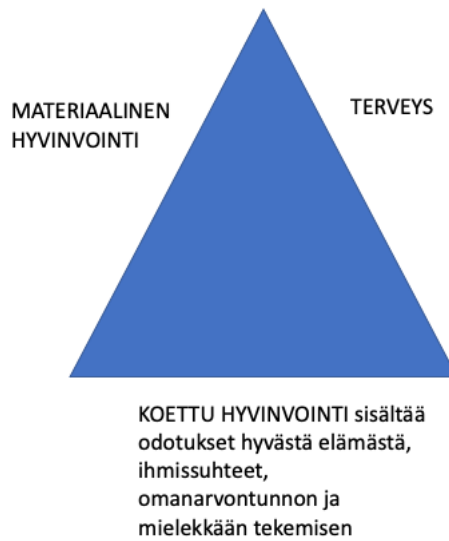 MATERIAALINEN
HYVINVOINTI
TERVEYS
KOETTU HYVINVOINTI sisältää
odotukset hyvästä elämästä,
ihmissuhteet,
omanarvontunnon ja
mielekkään tekemisen